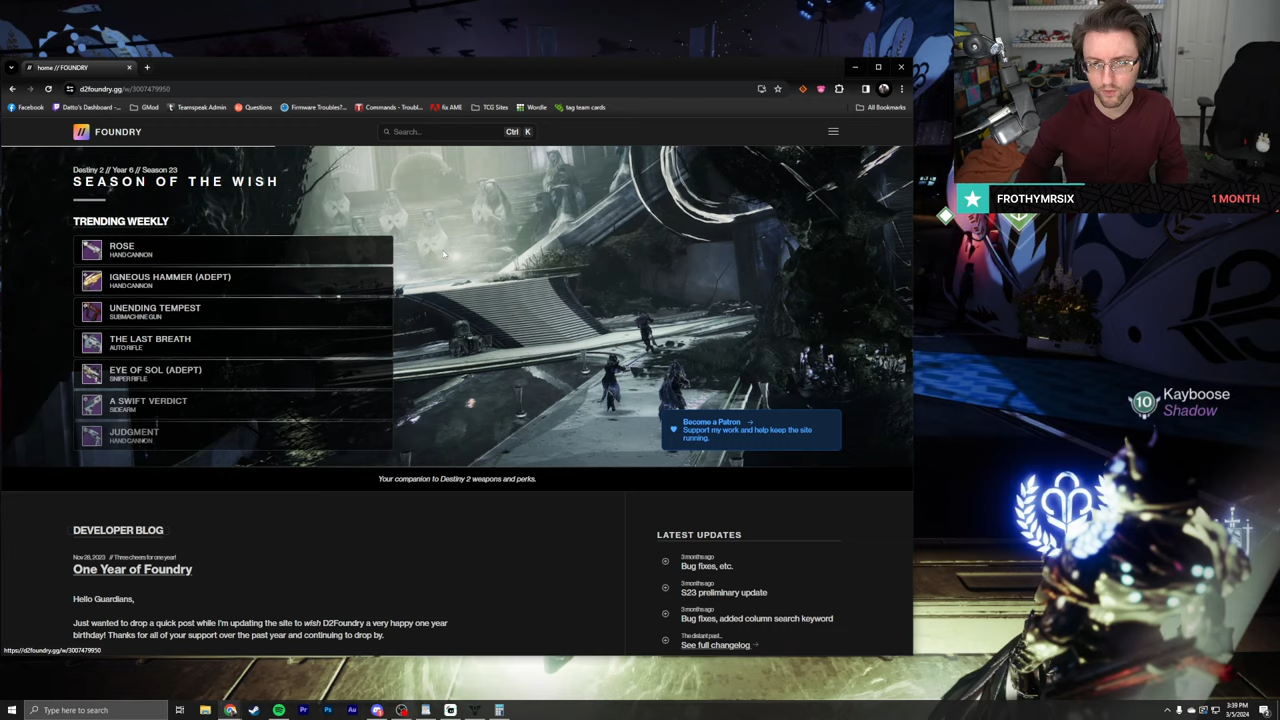 home // FOUNDRY
d2foundry.gg/w/3007479950
Facebook
Datto's Dashboard -...
GMod
Teamspeak Admin
Questions
Firmware Troubles?...
Commands - Troubl...
fix AME
TCG Sites
Wordle
tag team cards
All Bookmarks
// FOUNDRY
Search...
Ctrl K
Destiny 2 // Year 6 // Season 23
SEASON OF THE WISH
TRENDING WEEKLY
ROSE
HAND CANNON
IGNEOUS HAMMER (ADEPT)
HAND CANNON
UNENDING TEMPEST
SUBMACHINE GUN
THE LAST BREATH
AUTO RIFLE
EYE OF SOL (ADEPT)
SNIPER RIFLE
A SWIFT VERDICT
SIDEARM
JUDGMENT
HAND CANNON
Become a Patron →
Support my work and help keep the site
running.
Your companion to Destiny 2 weapons and perks.
DEVELOPER BLOG
Nov 28, 2023 // Three cheers for one year!
One Year of Foundry
Hello Guardians,
Just wanted to drop a quick post while I'm updating the site to wish D2Foundry a very happy one year
birthday! Thanks for all of your support over the past year and continuing to drop by.
LATEST UPDATES
3 months ago
Bug fixes, etc.
3 months ago
S23 preliminary update
3 months ago
Bug fixes, added column search keyword
The distant past...
See full changelog →
https://d2foundry.gg/w/3007479950
FROTHYMRSIX
1 MONTH
10
Kayboose
Shadow
Type here to search
Pr
Ps
Au
3:39 PM
3/5/2024